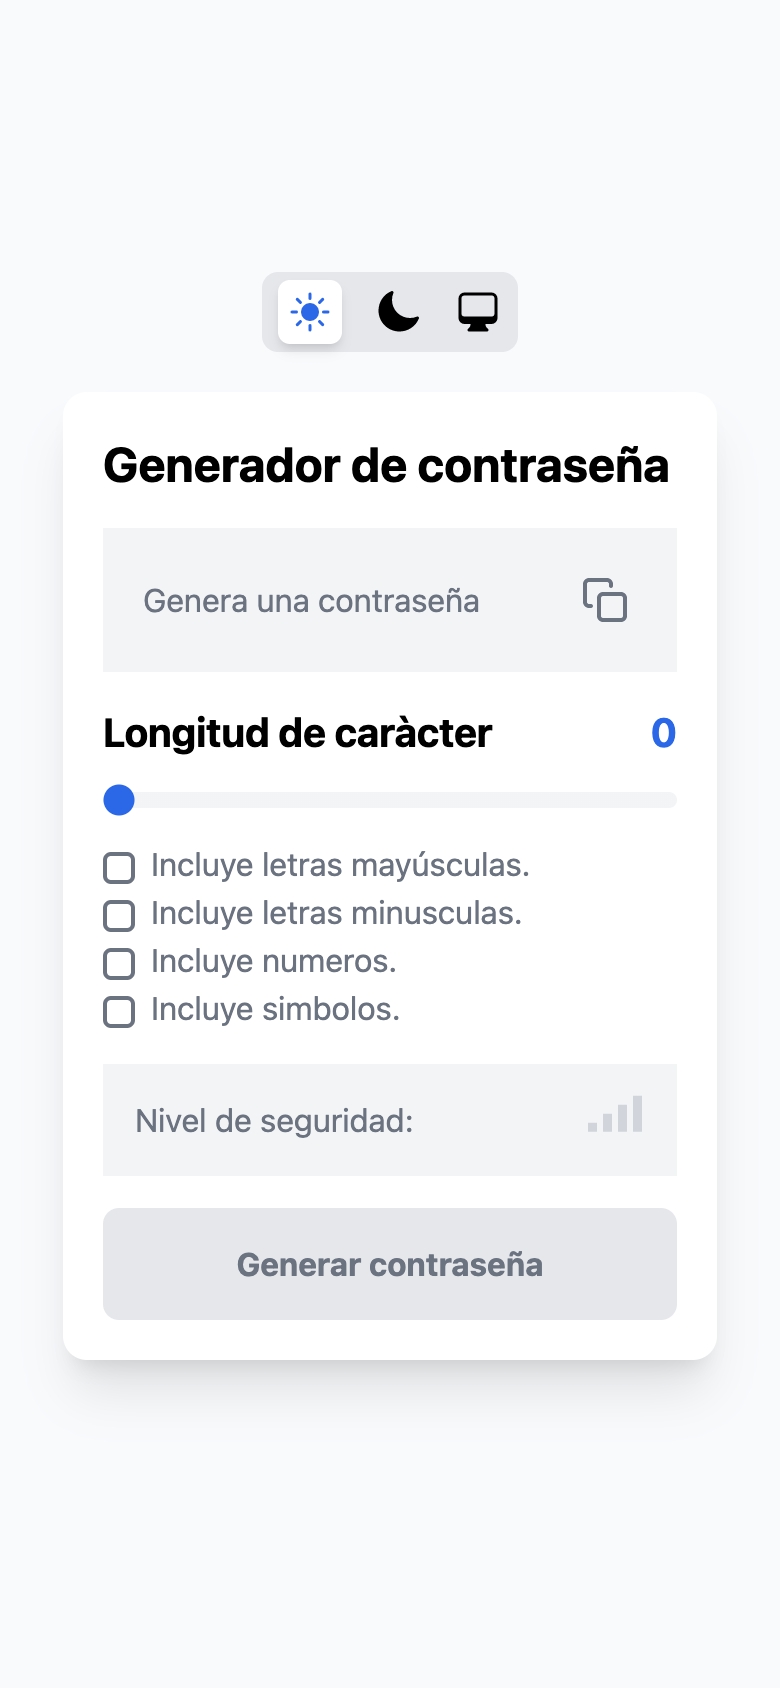 Generador de contraseña
Genera una contraseña
Longitud de caràcter 0
Incluye letras mayúsculas.
Incluye letras minusculas.
Incluye numeros.
Incluye simbolos.
Nivel de seguridad:
Generar contraseña